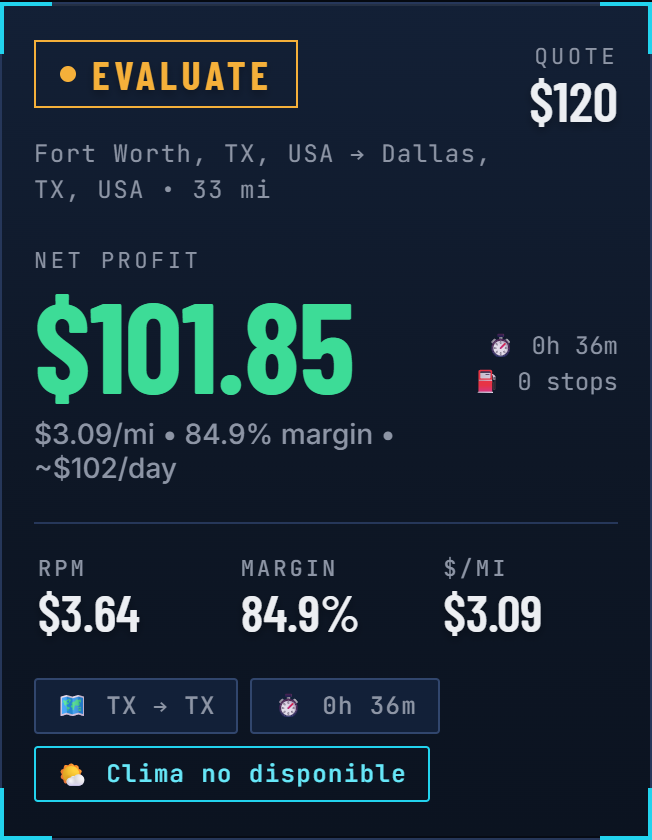 EVALUATE
QUOTE
$120
Fort Worth, TX, USA → Dallas,
TX, USA • 33 mi
NET PROFIT
$101.85
0h 36m
0 stops
$3.09/mi • 84.9% margin •
~$102/day
RPM MARGIN $/MI
$3.64 84.9% $3.09
TX → TX 0h 36m
Clima no disponible